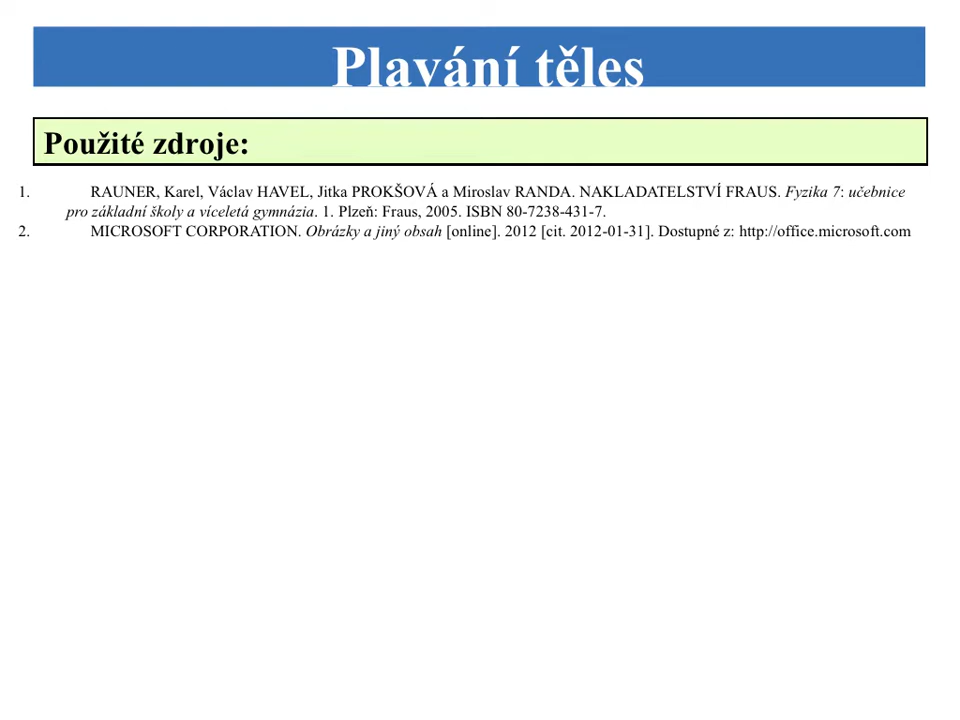 Plavání těles
Použité zdroje:
1. RAUNER, Karel, Václav HAVEL, Jitka PROKŠOVÁ a Miroslav RANDA. NAKLADATELSTVÍ FRAUS. Fyzika 7: učebnice
pro základní školy a víceletá gymnázia. 1. Plzeň: Fraus, 2005. ISBN 80-7238-431-7.
2. MICROSOFT CORPORATION. Obrázky a jiný obsah [online]. 2012 [cit. 2012-01-31]. Dostupné z: http://office.microsoft.com